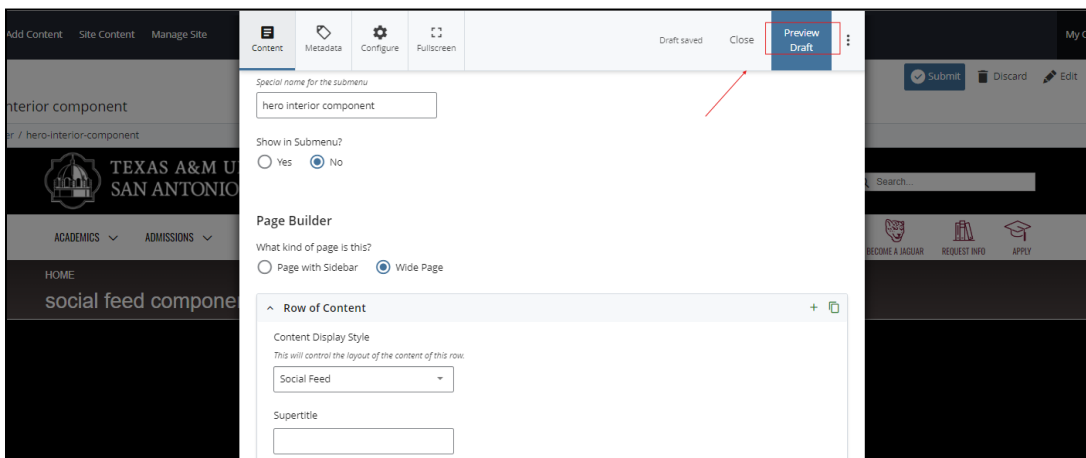 Add Content Site Content Manage Site
My
Content Metadata Configure Fullscreen
Draft saved Close Preview
Draft
Submit Discard Edit
nterior component
er / hero-interior-component
Special name for the submenu
hero interior component
Show in Submenu?
Yes No
TEXAS A&M U
SAN ANTONIO
Search...
ACADEMICS ADMISSIONS
BECOME A JAGUAR REQUEST INFO APPLY
Page Builder
What kind of page is this?
Page with Sidebar Wide Page
HOME
social feed compone
Row of Content
Content Display Style
This will control the layout of the content of this row.
Social Feed
Supertitle